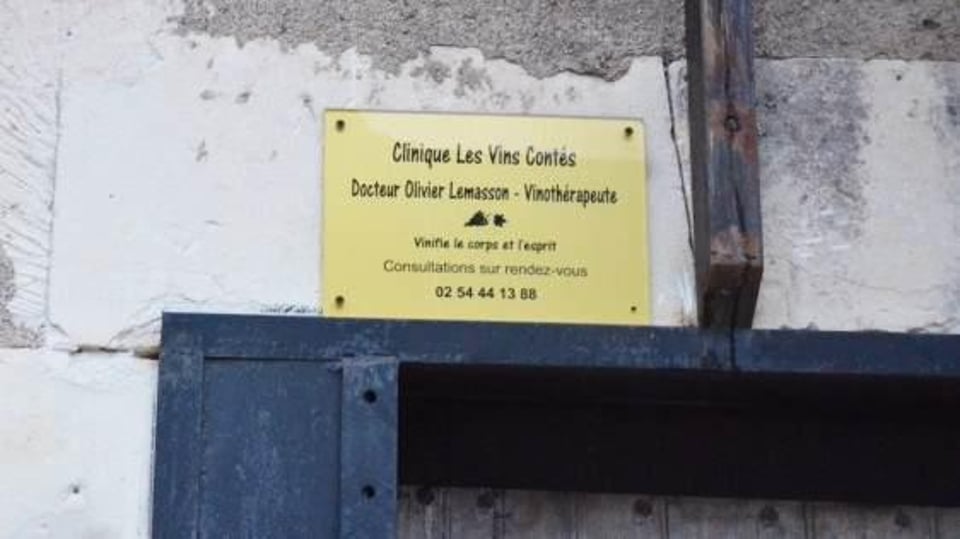 Clinique Les Vins Contés
Docteur Olivier Lemasson - Vinothérapeute
Vinifie le corps et l'esprit
Consultations sur rendez-vous
02 54 44 13 88